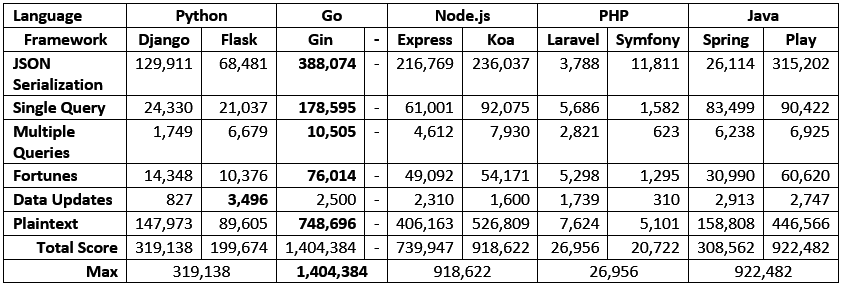 Language Python Go Node.js PHP Java
Framework Django Flask Gin - Express Koa Laravel Symfony Spring Play
JSON Serialization 129,911 68,481 388,074 - 216,769 236,037 3,788 11,811 26,114 315,202
Single Query 24,330 21,037 178,595 - 61,001 92,075 5,686 1,582 83,499 90,422
Multiple Queries 1,749 6,679 10,505 - 4,612 7,930 2,821 623 6,238 6,925
Fortunes 14,348 10,376 76,014 - 49,092 54,171 5,298 1,295 30,990 60,620
Data Updates 827 3,496 2,500 - 2,310 1,600 1,739 310 2,913 2,747
Plaintext 147,973 89,605 748,696 - 406,163 526,809 7,624 5,101 158,808 446,566
Total Score 319,138 199,674 1,404,384 - 739,947 918,622 26,956 20,722 308,562 922,482
Max 319,138 1,404,384 918,622 26,956 922,482